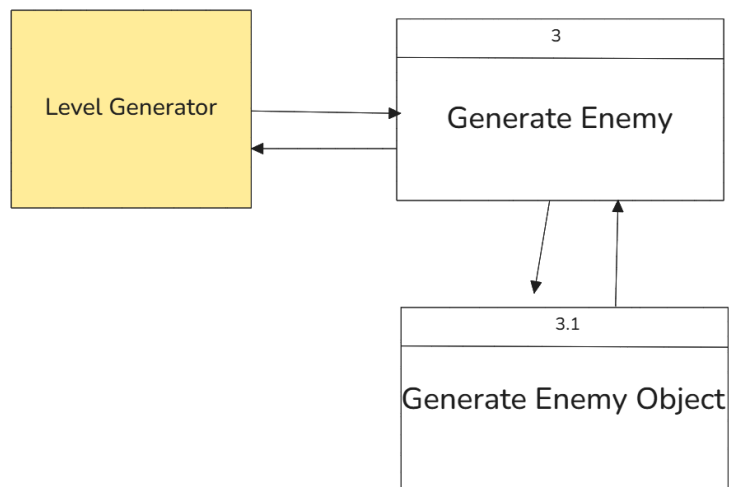 Level Generator
3
Generate Enemy
3.1
Generate Enemy Object